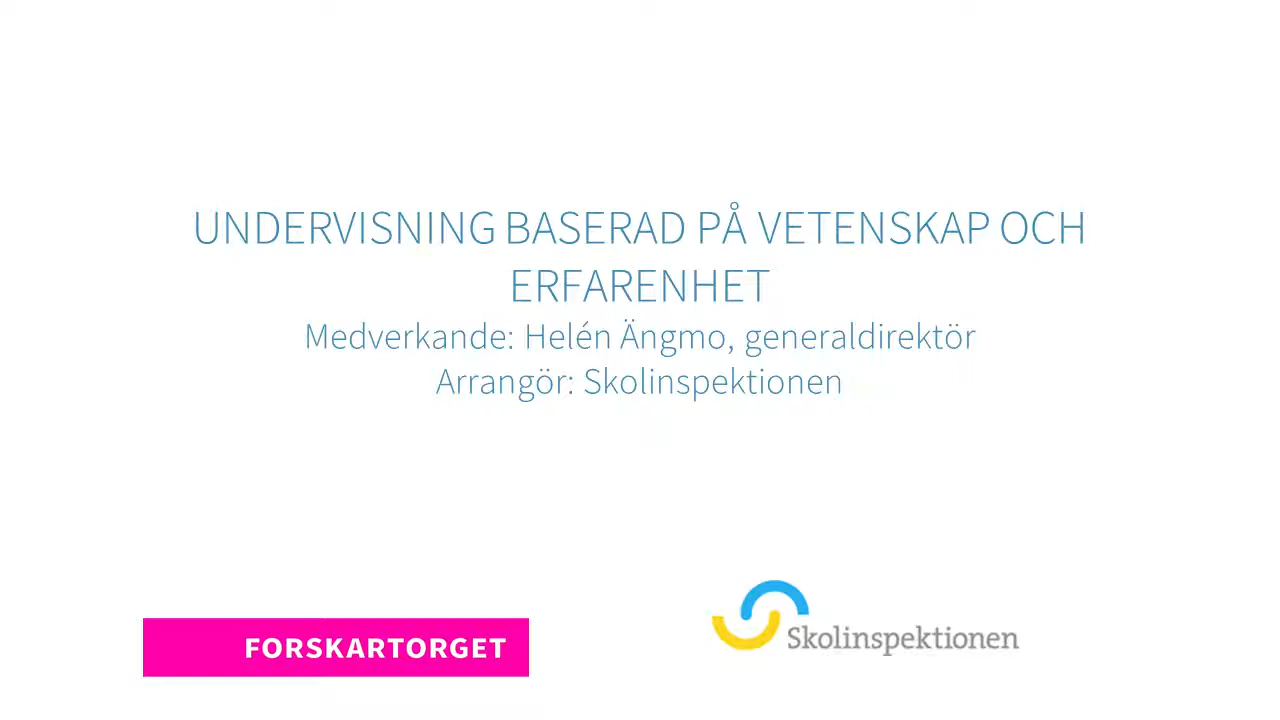 UNDERVISNING BASERAD PÅ VETENSKAP OCH
ERFARENHET
Medverkande: Helén Ängmo, generaldirektör
Arrangör: Skolinspektionen
FORSKARTORGET
Skolinspektionen